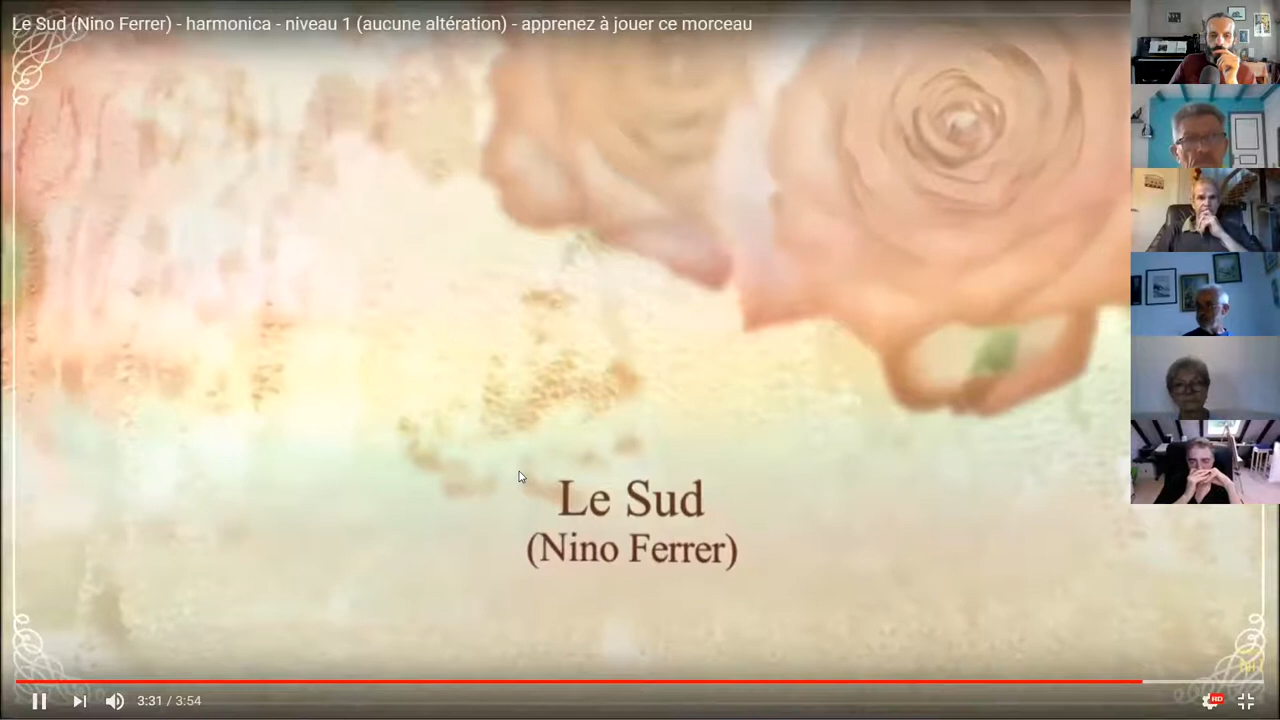 Le Sud (Nino Ferrer) - harmonica - niveau 1 (aucune altération) - apprenez à jouer ce morceau
Le Sud
(Nino Ferrer)
3:31 / 3:54
HD